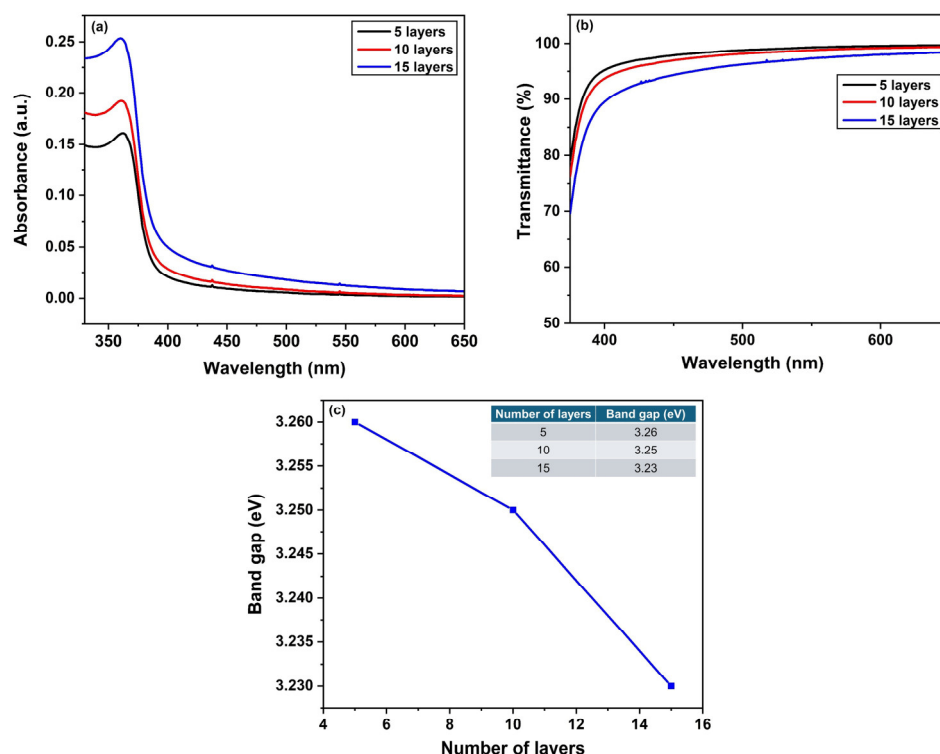 (a)
5 layers
10 layers
15 layers
0.25
0.20
0.15
0.10
0.05
0.00
Absorbance (a.u.)
350 400 450 500 550 600 650
Wavelength (nm)
(b)
5 layers
10 layers
15 layers
100
90
80
70
60
50
Transmittance (%)
400 500 600
Wavelength (nm)
(c)
Number of layers Band gap (eV)
5 3.26
10 3.25
15 3.23
3.260
3.255
3.250
3.245
3.240
3.235
3.230
Band gap (eV)
4 6 8 10 12 14 16
Number of layers